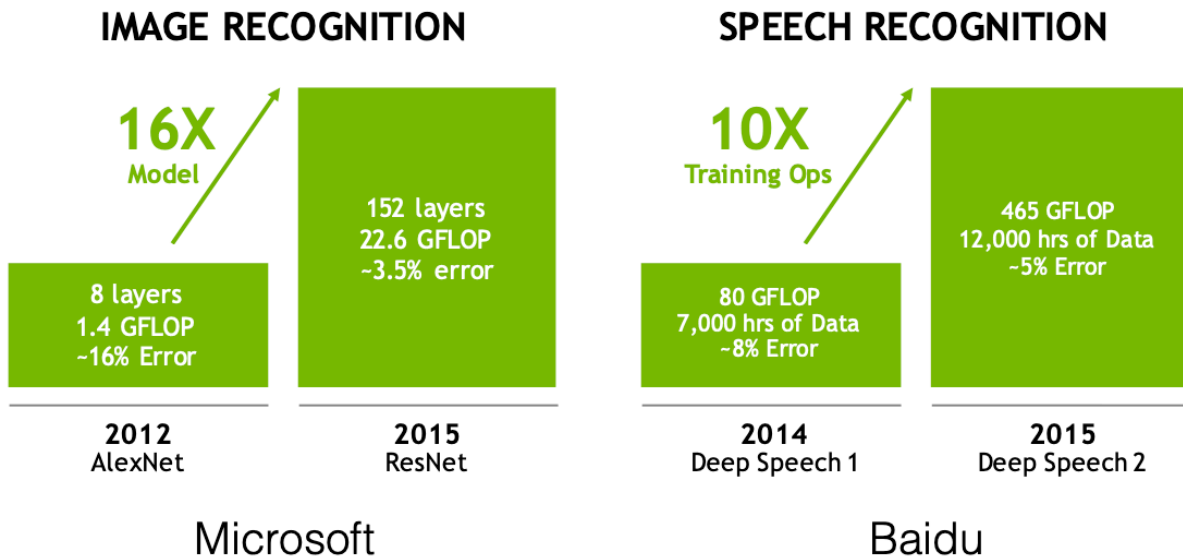 IMAGE RECOGNITION
16X
Model
8 layers
1.4 GFLOP
~16% Error
152 layers
22.6 GFLOP
~3.5% error
2012
AlexNet
2015
ResNet
Microsoft
SPEECH RECOGNITION
10X
Training Ops
80 GFLOP
7,000 hrs of Data
~8% Error
465 GFLOP
12,000 hrs of Data
~5% Error
2014
Deep Speech 1
2015
Deep Speech 2
Baidu